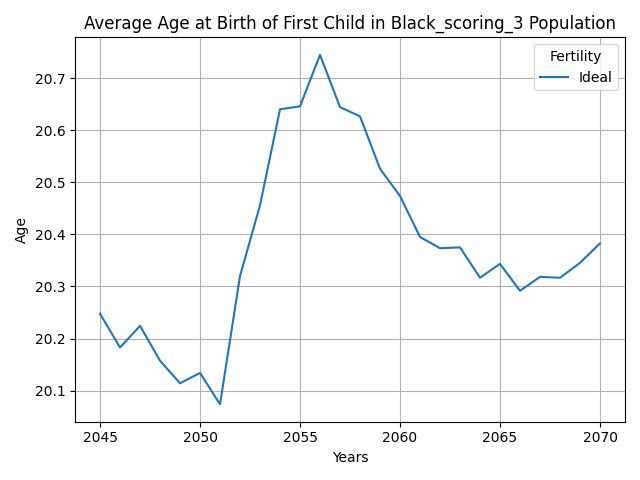 Average Age at Birth of First Child in Black_scoring_3 Population
Fertility
Ideal
20.7
20.6
20.5
20.4
20.3
20.2
20.1
Age
2045 2050 2055 2060 2065 2070
Years